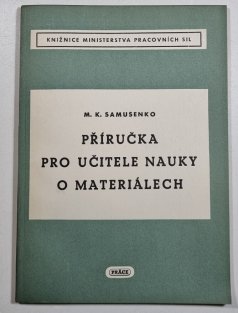 KNIŽNICE MINISTERSTVA PRACOVNÍCH SIL
M. K. SAMUSENKO
PŘÍRUČKA
PRO UČITELE NAUKY
O MATERIÁLECH
PRÁCE